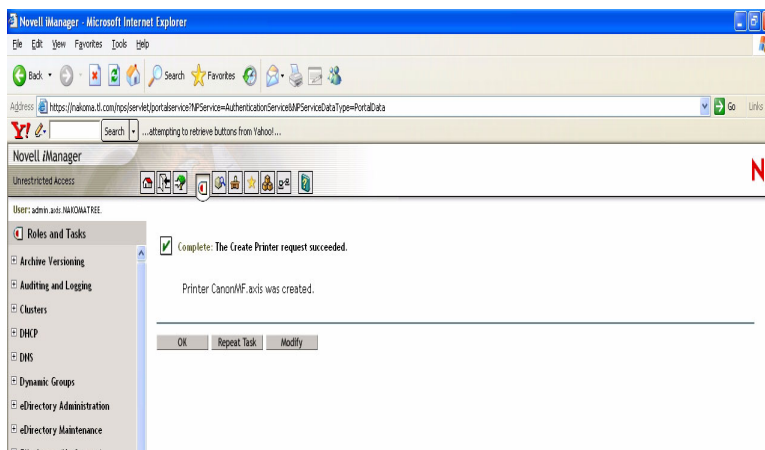 Novell iManager - Microsoft Internet Explorer
File Edit View Favorites Tools Help
Back Search Favorites
Address https://nakoma.tl.com/nps/servlet/portalservice?NPService=AuthenticationService&NPServiceDataType=PortalData Go Links
Y! Search ...attempting to retrieve buttons from Yahoo!...
Novell iManager
N
Unrestricted Access
User: admin.axis.NAKOMATREE.
Roles and Tasks
Complete: The Create Printer request succeeded.
Archive Versioning
Auditing and Logging
Printer CanonMF.axis was created.
Clusters
DHCP
OK Repeat Task Modify
DNS
Dynamic Groups
eDirectory Administration
eDirectory Maintenance